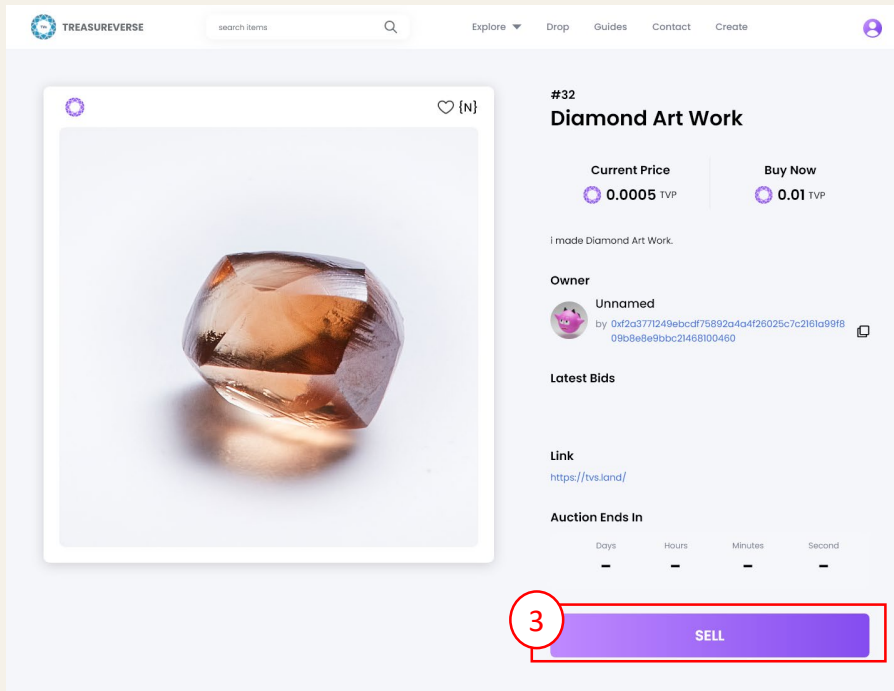 TREASUREVERSE
search items
Explore
Drop
Guides
Contact
Create
{N}
#32
Diamond Art Work
Current Price
Buy Now
0.0005 TVP
0.01 TVP
i made Diamond Art Work.
Owner
Unnamed
by 0xf2a3771249ebcdf75892a4a4f26025c7c2161a99f8
09b8e8e9bbc21468100460
Latest Bids
Link
https://tvs.land/
Auction Ends In
Days
Hours
Minutes
Second
-
-
-
-
3
SELL